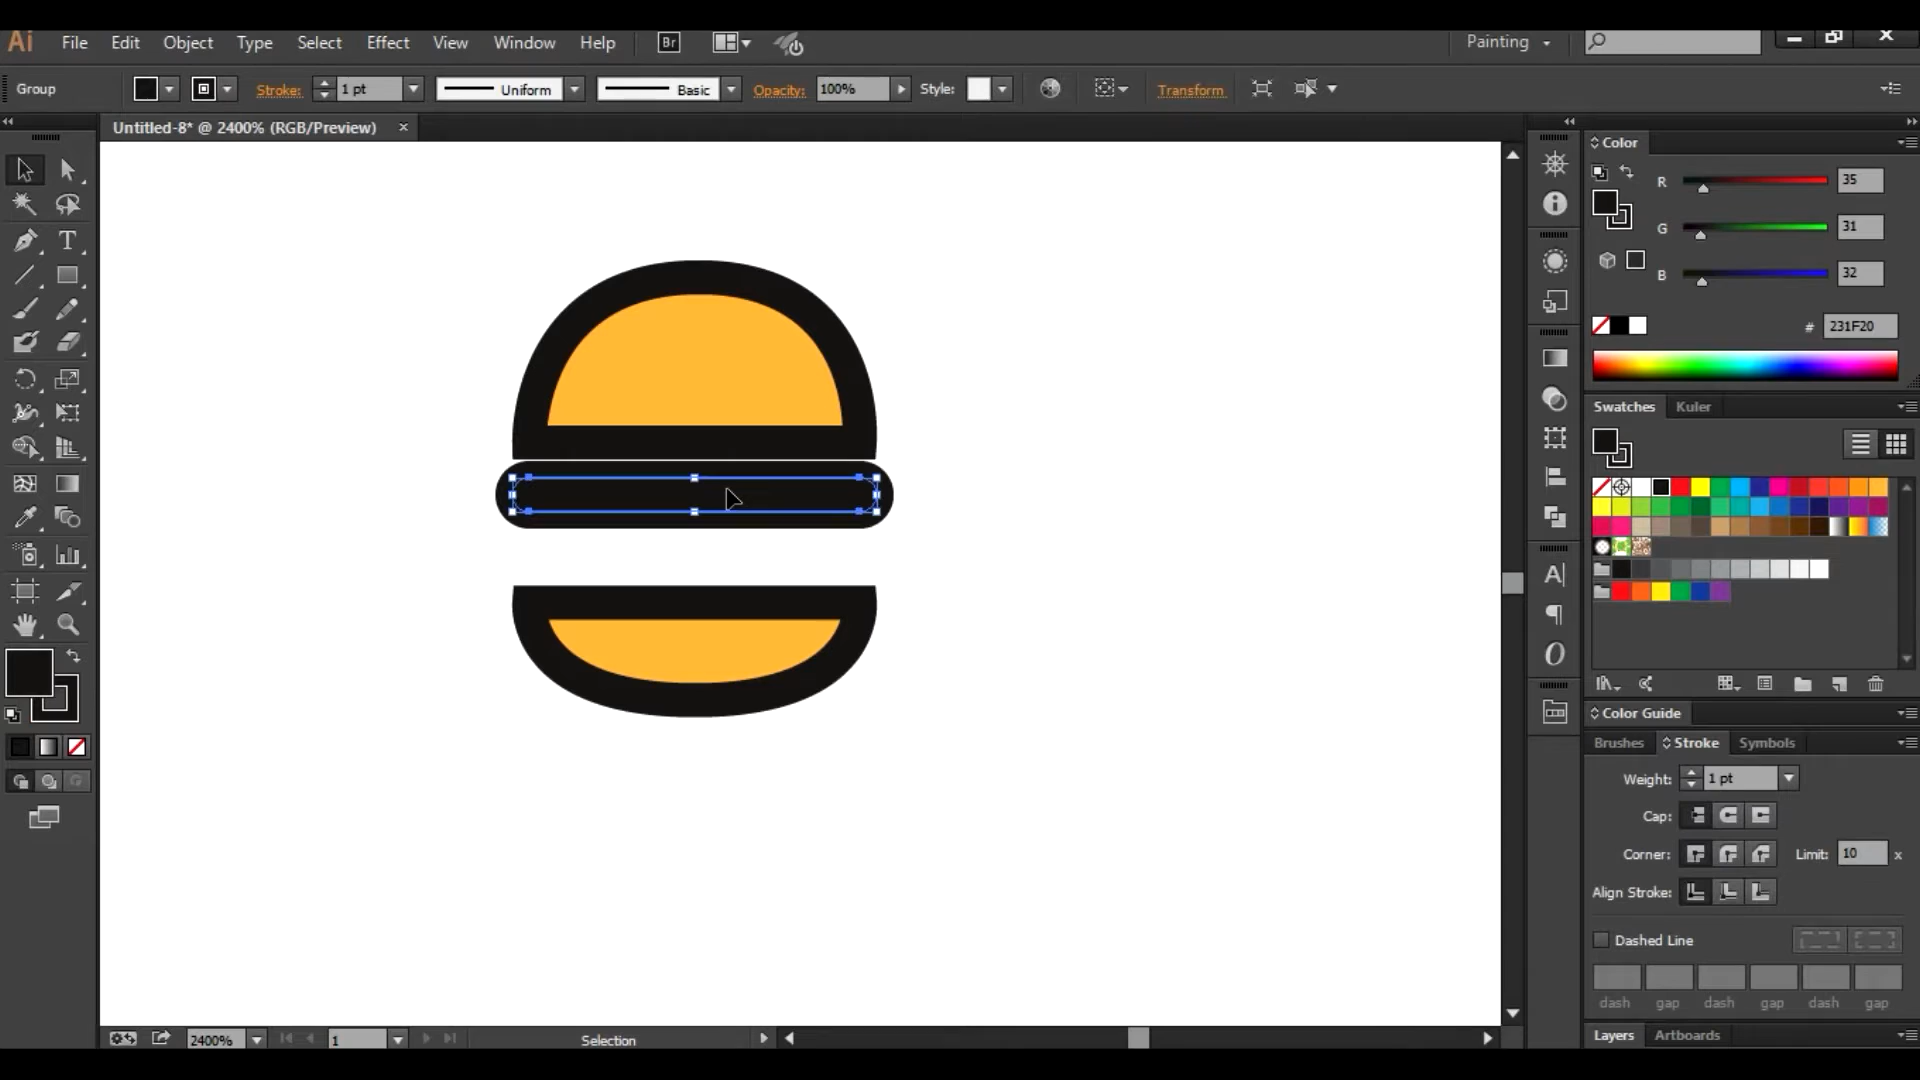 Ai File Edit Object Type Select Effect View Window Help Br Painting
Group Stroke: 1 pt Uniform Basic Opacity: 100% Style: Transform
Untitled-8* @ 2400% (RGB/Preview) ×
Color
R 35
G 31
B 32
# 231F20
Swatches Kuler
Color Guide
Brushes Stroke Symbols
Weight: 1 pt
Cap:
Corner: Limit: 10 x
Align Stroke:
Dashed Line
dash gap dash gap dash gap
2400% 1 Selection
Layers Artboards